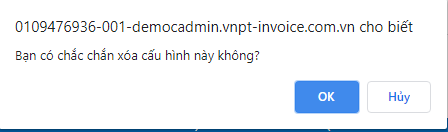 0109476936-001-democadmin.vnpt-invoice.com.vn cho biết
Bạn có chắc chắn xóa cấu hình này không?
OK
Hủy